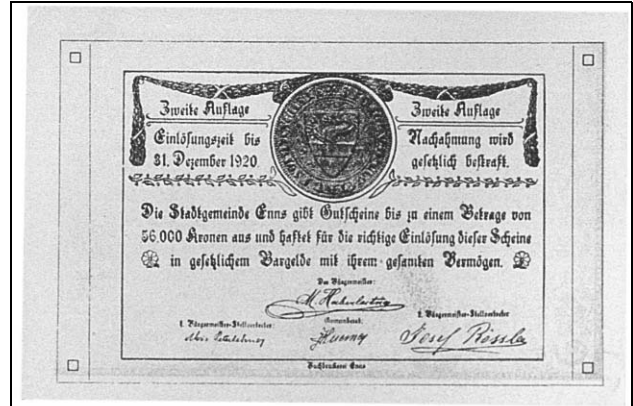 Zweite Auflage
Einlösungszeit bis
31. Dezember 1920.
Zweite Auflage
Nachahmung wird
gesetzlich bestraft.
Die Stadtgemeinde Enns gibt Gutscheine bis zu einem Betrage von
56.000 Kronen aus und haftet für die richtige Einlösung dieser Scheine
in gesetzlichem Bargelde mit ihrem gesamten Vermögen.
Der Bürgermeister:
1. Bürgermeister-Stellvertreter
Gemeinderat:
2. Bürgermeister-Stellvertreter
Josef Ressler
Buchdruckerei Enns